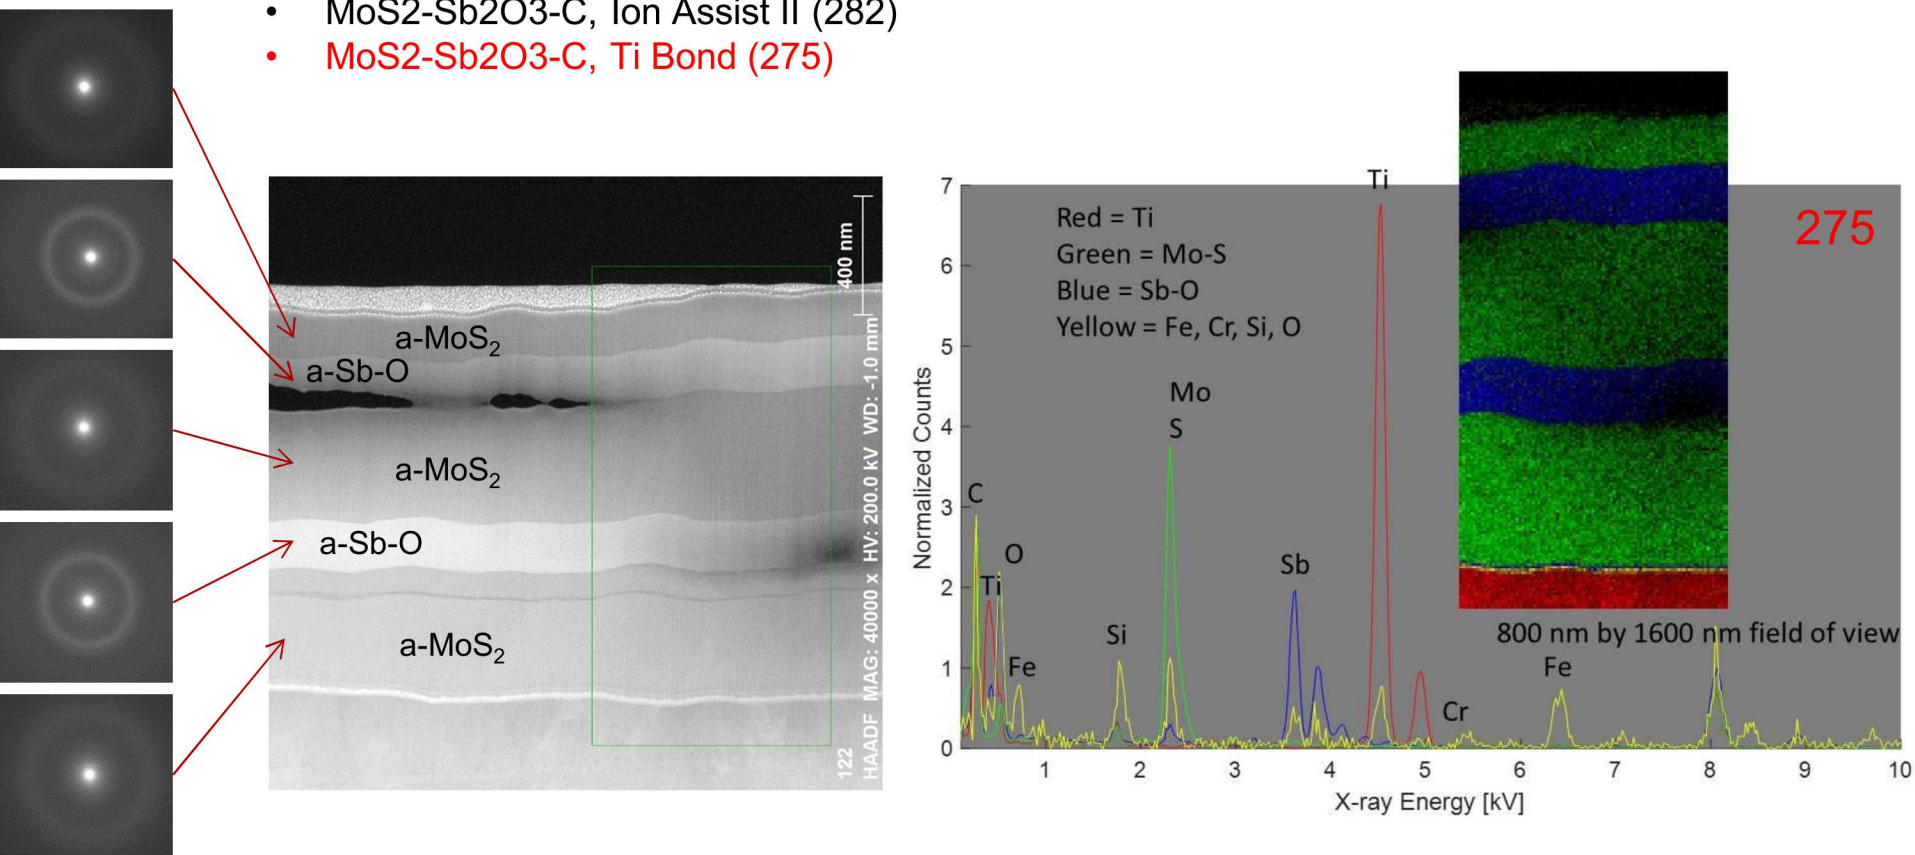 • MoS2-Sb2O3-C, Ion Assist II (282)
• MoS2-Sb2O3-C, Ti Bond (275)
a-MoS2
a-Sb-O
a-MoS2
a-Sb-O
a-MoS2
400 nm
122
HAADF MAG: 40000 x HV: 200.0 kV WD: -1.0 mm
Red = Ti
Green = Mo-S
Blue = Sb-O
Yellow = Fe, Cr, Si, O
275
Ti
Mo
S
C
O
Ti
Fe
Si
Sb
Cr
Fe
800 nm by 1600 nm field of view
Normalized Counts
7
6
5
4
3
2
1
0
1 2 3 4 5 6 7 8 9 10
X-ray Energy [kV]